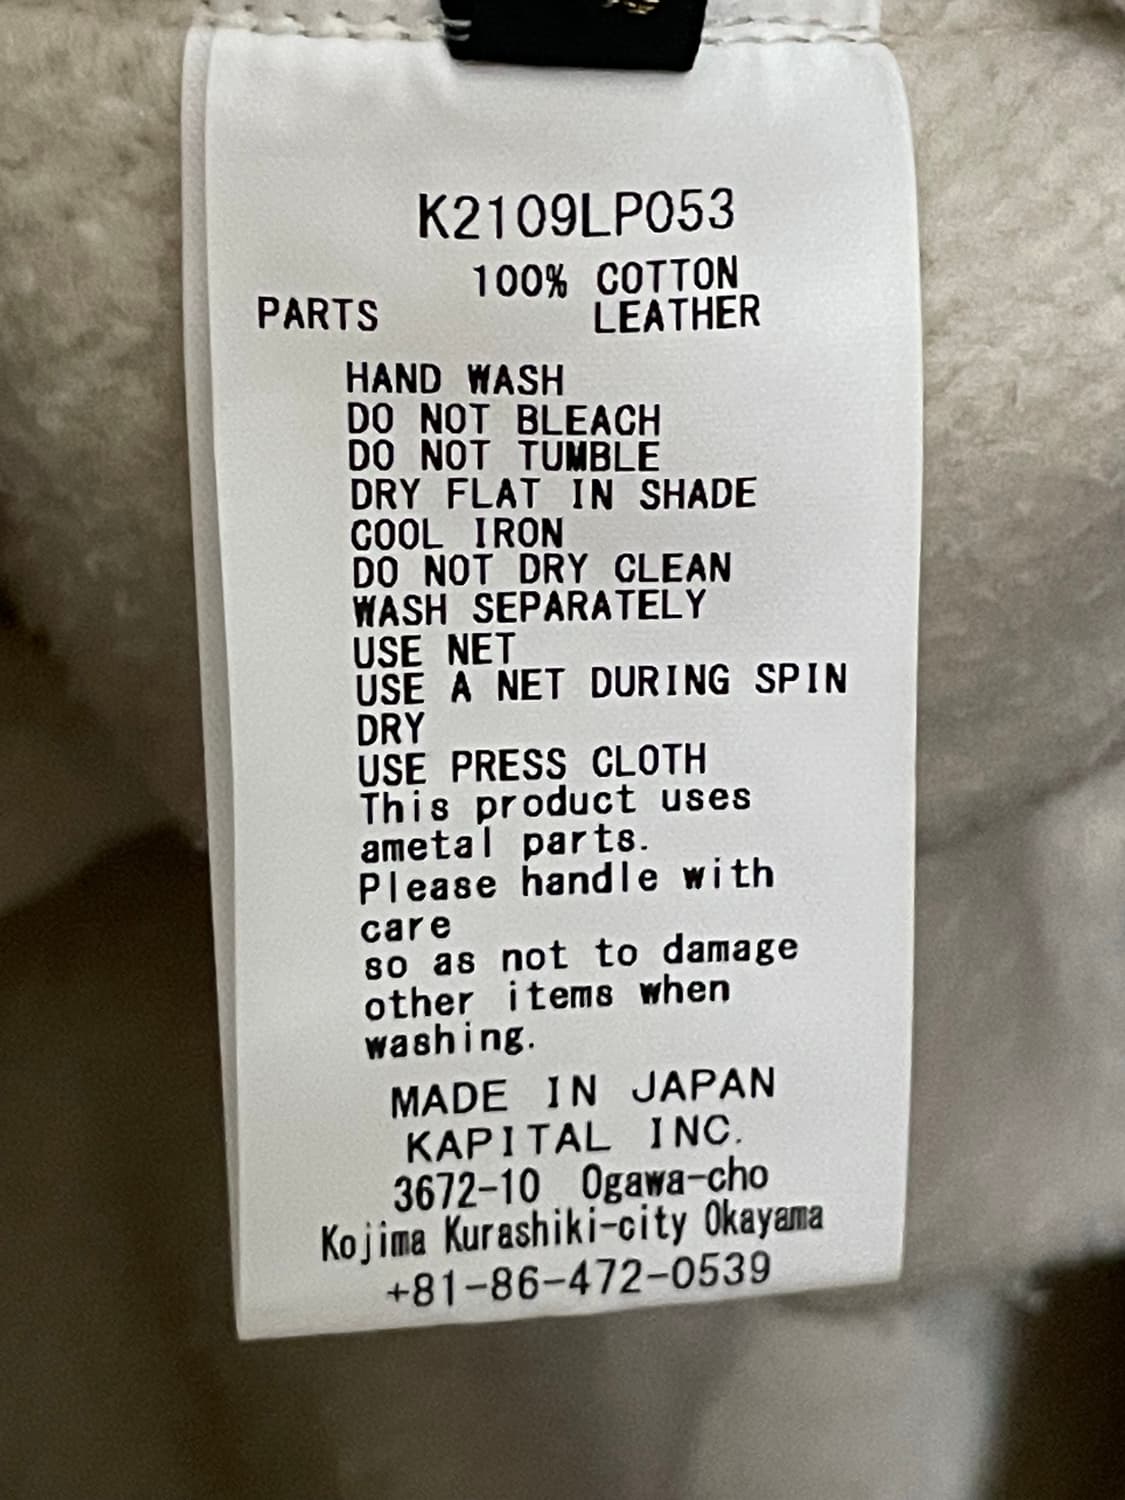 K2109LP053
100% COTTON
PARTS LEATHER
HAND WASH
DO NOT BLEACH
DO NOT TUMBLE
DRY FLAT IN SHADE
COOL IRON
DO NOT DRY CLEAN
WASH SEPARATELY
USE NET
USE A NET DURING SPIN
DRY
USE PRESS CLOTH
This product uses
ametal parts.
Please handle with
care
so as not to damage
other items when
washing.
MADE IN JAPAN
KAPITAL INC.
3672-10 Ogawa-cho
Kojima Kurashiki-city Okayama
+81-86-472-0539